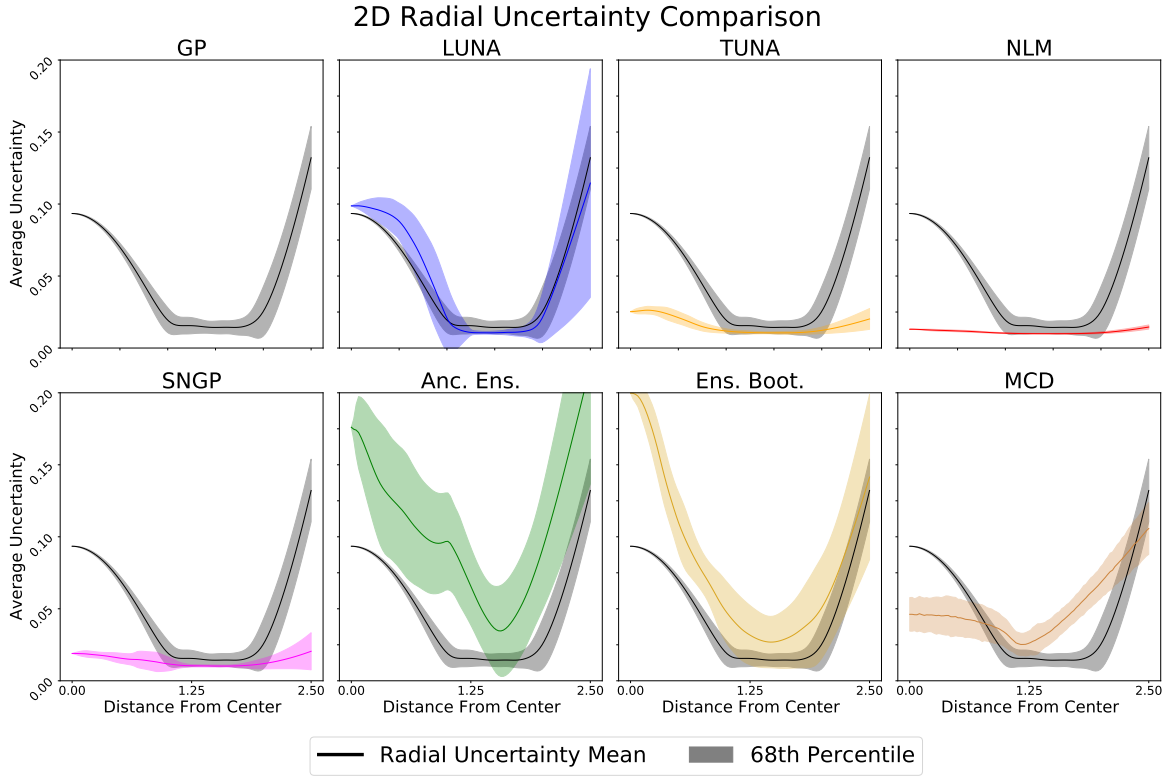 2D Radial Uncertainty Comparison
GP
LUNA
TUNA
NLM
Average Uncertainty
0.20
0.15
0.10
0.05
0.00
SNGP
Anc. Ens.
Ens. Boot.
MCD
Average Uncertainty
0.20
0.15
0.10
0.05
0.00
0.00 1.25 2.50
0.00 1.25 2.50
0.00 1.25 2.50
0.00 1.25 2.50
Distance From Center
Distance From Center
Distance From Center
Distance From Center
Radial Uncertainty Mean
68th Percentile